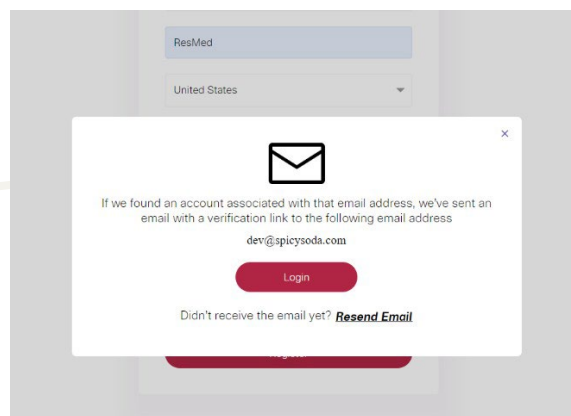 ResMed
United States
×
If we found an account associated with that email address, we've sent an
email with a verification link to the following email address
dev@spicysoda.com
Login
Didn't receive the email yet? Resend Email
Register